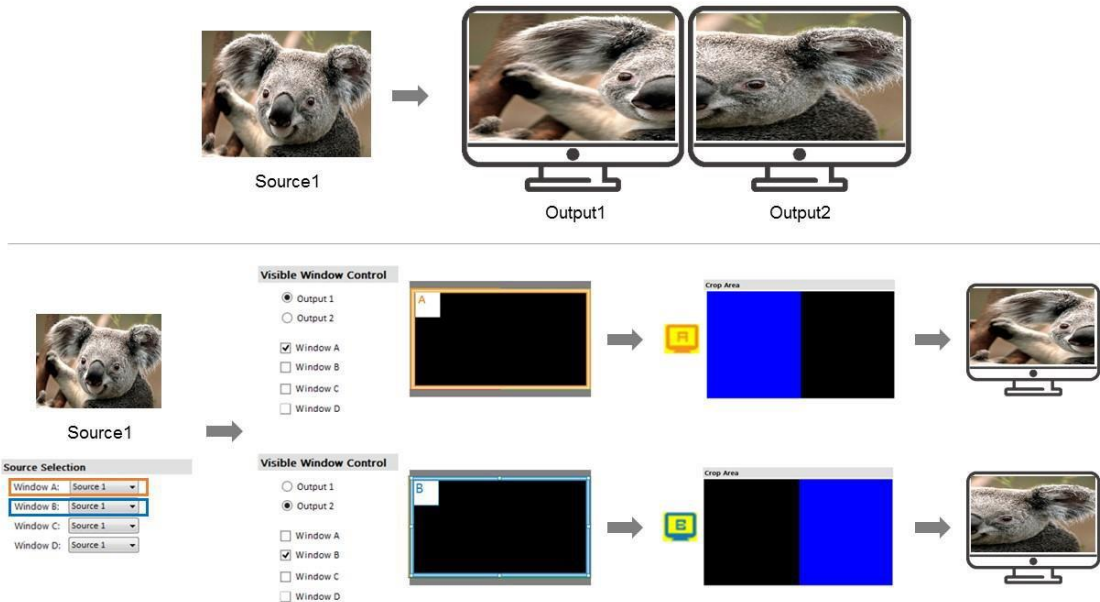 Source1
Output1
Output2
Visible Window Control
Output 1
Output 2
Window A
Window B
Window C
Window D
A
Crop Area
A
Source1
Source Selection
Window A: Source 1
Window B: Source 1
Window C: Source 1
Window D: Source 1
Visible Window Control
Output 1
Output 2
Window A
Window B
Window C
Window D
B
Crop Area
B